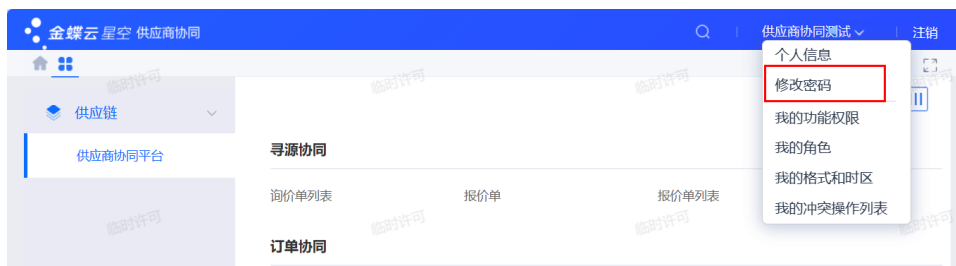 金蝶云 星空 供应商协同
供应商协同测试
注销
个人信息
修改密码
我的功能权限
我的角色
我的格式和时区
我的冲突操作列表
供应链
供应商协同平台
寻源协同
询价单列表
报价单
报价单列表
订单协同
临时许可
临时许可
临时许可
临时许可
临时许可
临时许可